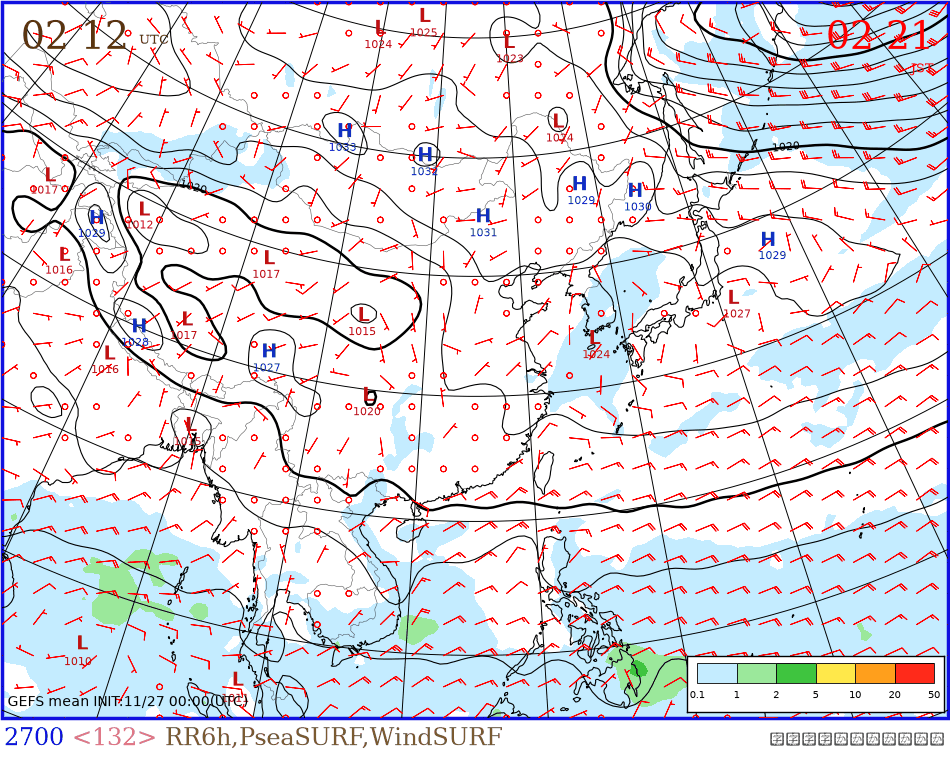 02 12 UTC
02 21 JST
L 1024
L 1025
L 1023
H 1033
H 1032
L
L 1017
H 1029
L 1012
1030
H 1029
H 1030
1020
H 1031
H 1029
L 1016
L 1017
H 1028
L 1017
L 1015
L 1027
L 1016
H 1027
L 1024
L 1020
L
L 1010
L 1011
GEFS mean INIT:11/27 00:00(UTC)
0.1 1 2 5 10 20 50
2700 <132> RR6h,PseaSURF,WindSURF